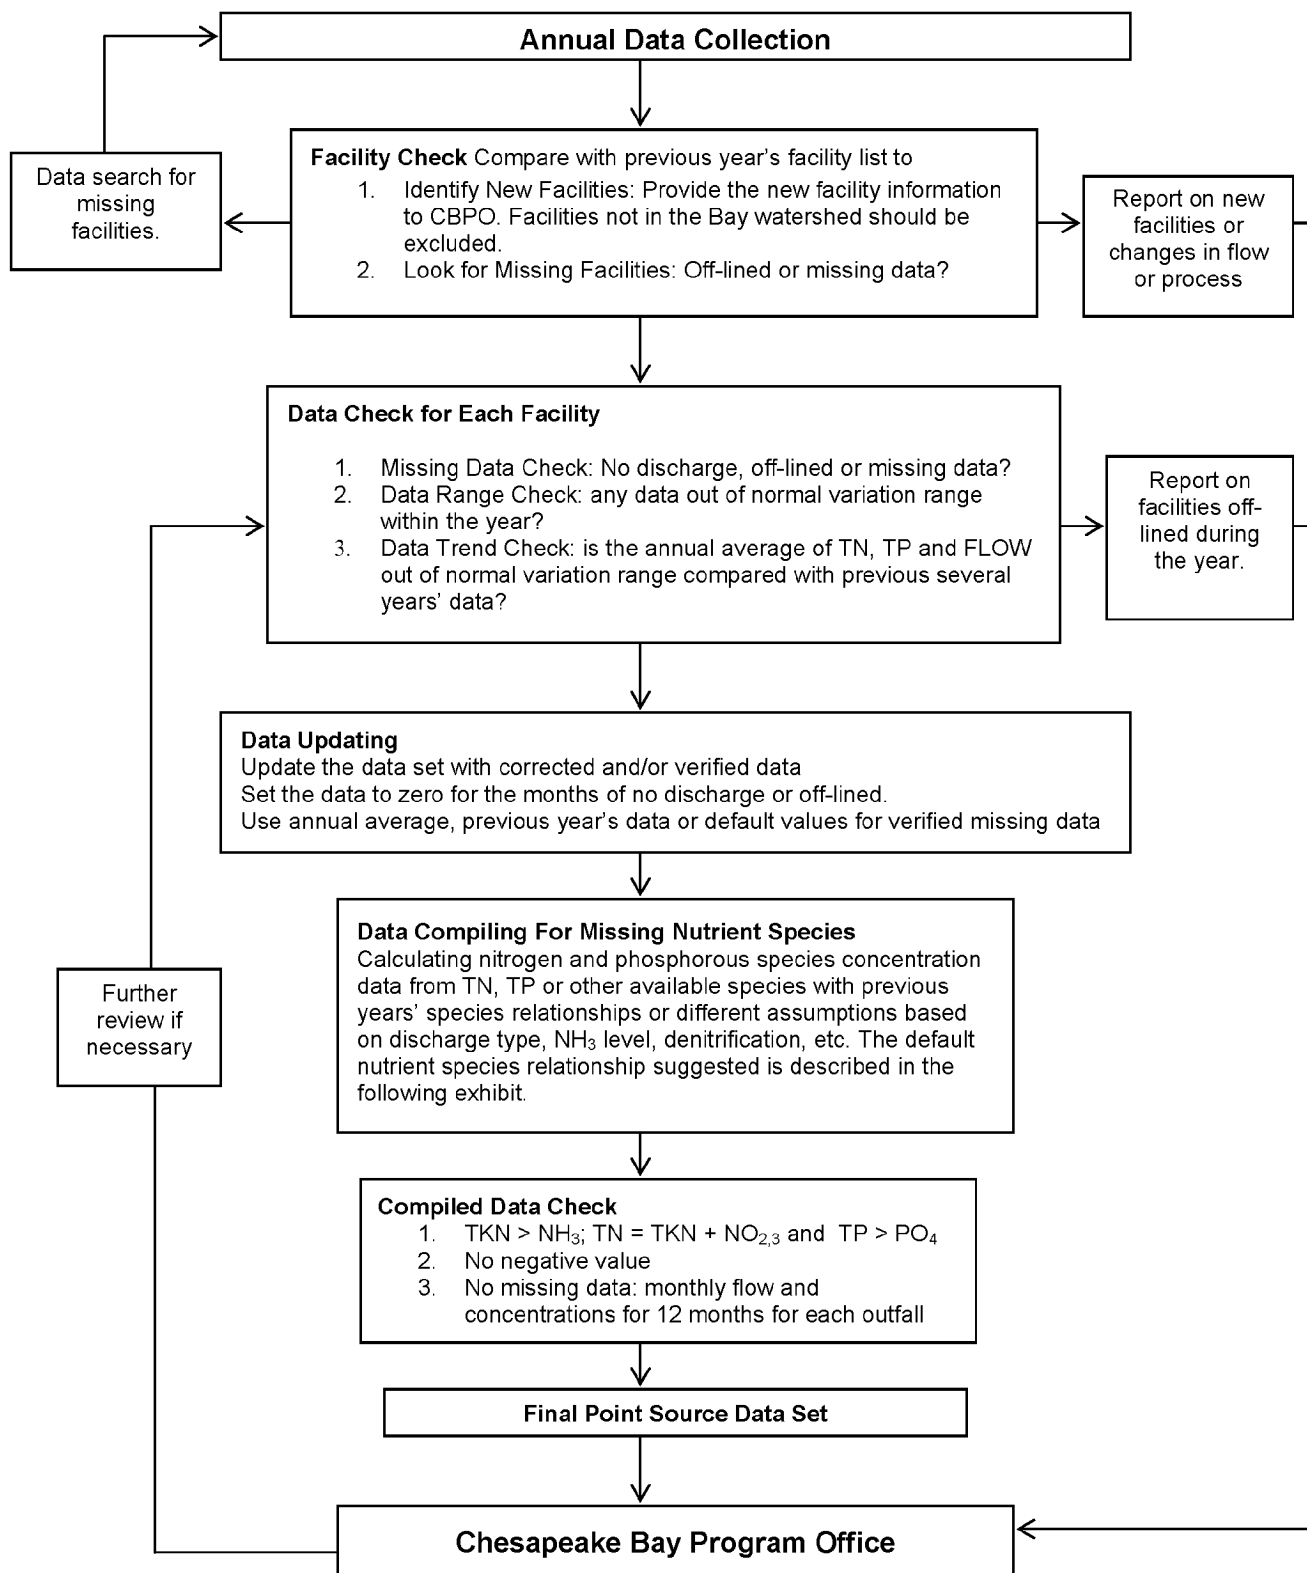 Annual Data Collection
Data search for
missing
facilities.
Facility Check Compare with previous year's facility list to
1. Identify New Facilities: Provide the new facility information
to CBPO. Facilities not in the Bay watershed should be
excluded.
2. Look for Missing Facilities: Off-lined or missing data?
Report on new
facilities or
changes in flow
or process
Data Check for Each Facility
1. Missing Data Check: No discharge, off-lined or missing data?
2. Data Range Check: any data out of normal variation range
within the year?
3. Data Trend Check: is the annual average of TN, TP and FLOW
out of normal variation range compared with previous several
years' data?
Report on
facilities off-
lined during
the year.
Data Updating
Update the data set with corrected and/or verified data
Set the data to zero for the months of no discharge or off-lined.
Use annual average, previous year's data or default values for verified missing data
Data Compiling For Missing Nutrient Species
Calculating nitrogen and phosphorous species concentration
data from TN, TP or other available species with previous
years' species relationships or different assumptions based
on discharge type, NH₃ level, denitrification, etc. The default
nutrient species relationship suggested is described in the
following exhibit.
Further
review if
necessary
Compiled Data Check
1. TKN > NH₃; TN = TKN + NO₂,₃ and TP > PO₄
2. No negative value
3. No missing data: monthly flow and
concentrations for 12 months for each outfall
Final Point Source Data Set
Chesapeake Bay Program Office